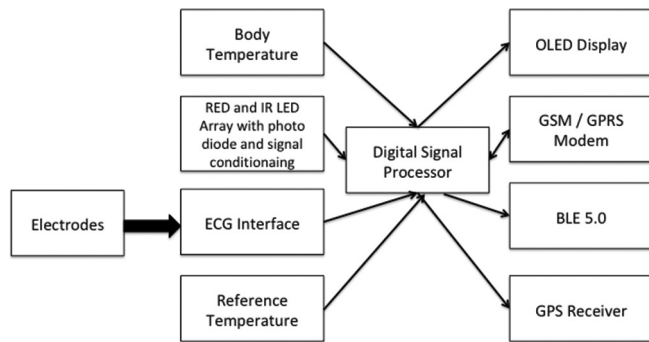 Body
Temperature
OLED Display
RED and IR LED
Array with photo
diode and signal
conditionaing
GSM / GPRS
Modem
Digital Signal
Processor
Electrodes
ECG Interface
BLE 5.0
Reference
Temperature
GPS Receiver